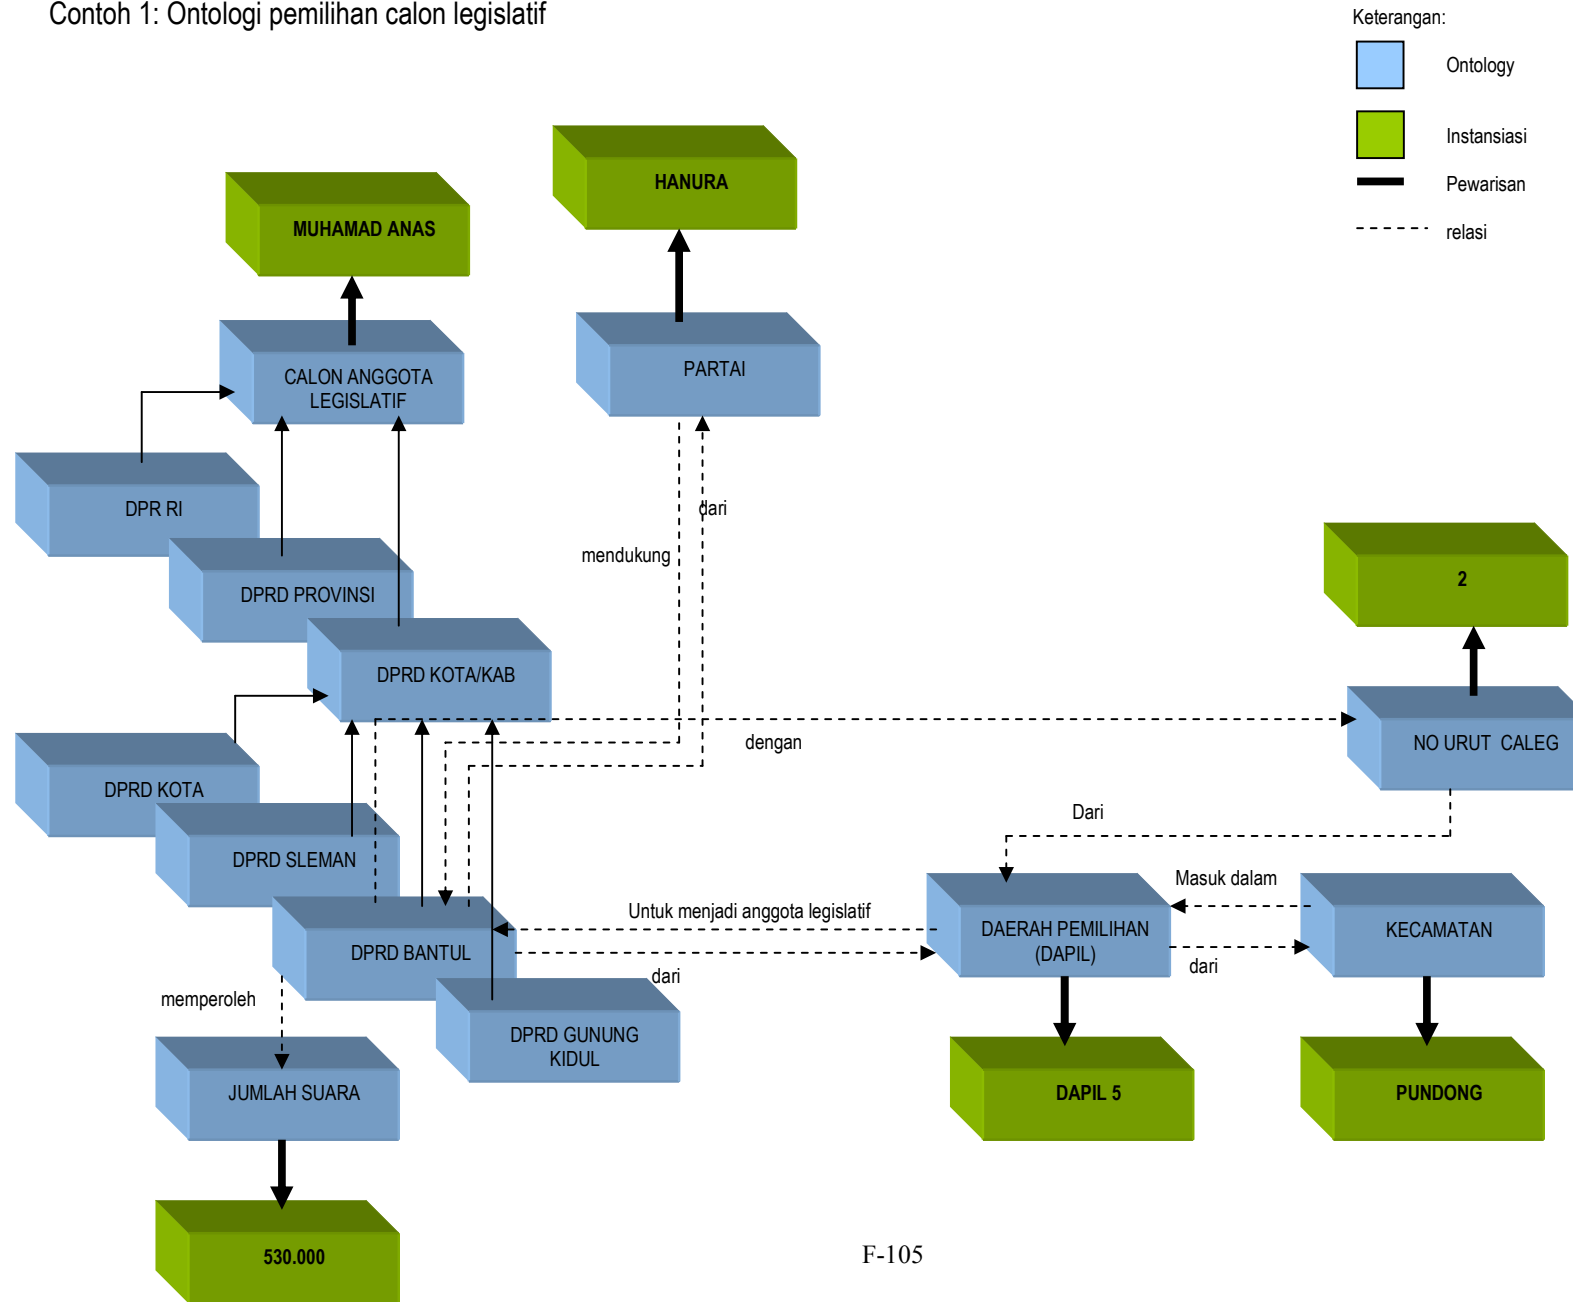 Contoh 1: Ontologi pemilihan calon legislatif
Keterangan:
Ontology
Instansiasi
Pewarisan
relasi
HANURA
MUHAMAD ANAS
CALON ANGGOTA
LEGISLATIF
PARTAI
DPR RI
dari
mendukung
DPRD PROVINSI
2
DPRD KOTA/KAB
dengan
NO URUT  CALEG
DPRD KOTA
Dari
DPRD SLEMAN
Masuk dalam
Untuk menjadi anggota legislatif
DPRD BANTUL
DAERAH PEMILIHAN
(DAPIL)
KECAMATAN
dari
dari
memperoleh
DPRD GUNUNG
KIDUL
JUMLAH SUARA
DAPIL 5
PUNDONG
530.000
F-105